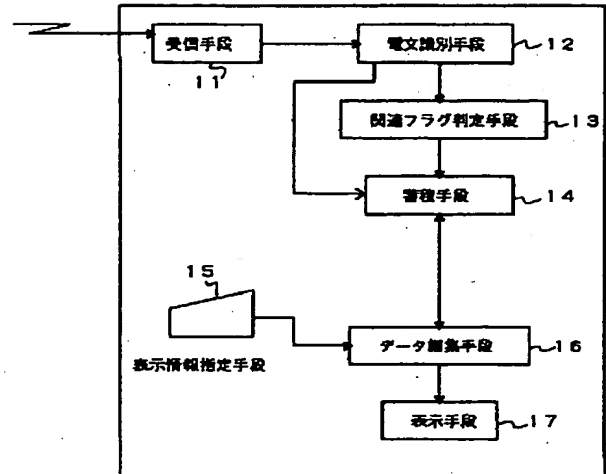 受信手段
11
電文識別手段
12
関連フラグ判定手段
13
蓄積手段
14
15
表示情報指定手段
データ編集手段
16
表示手段
17